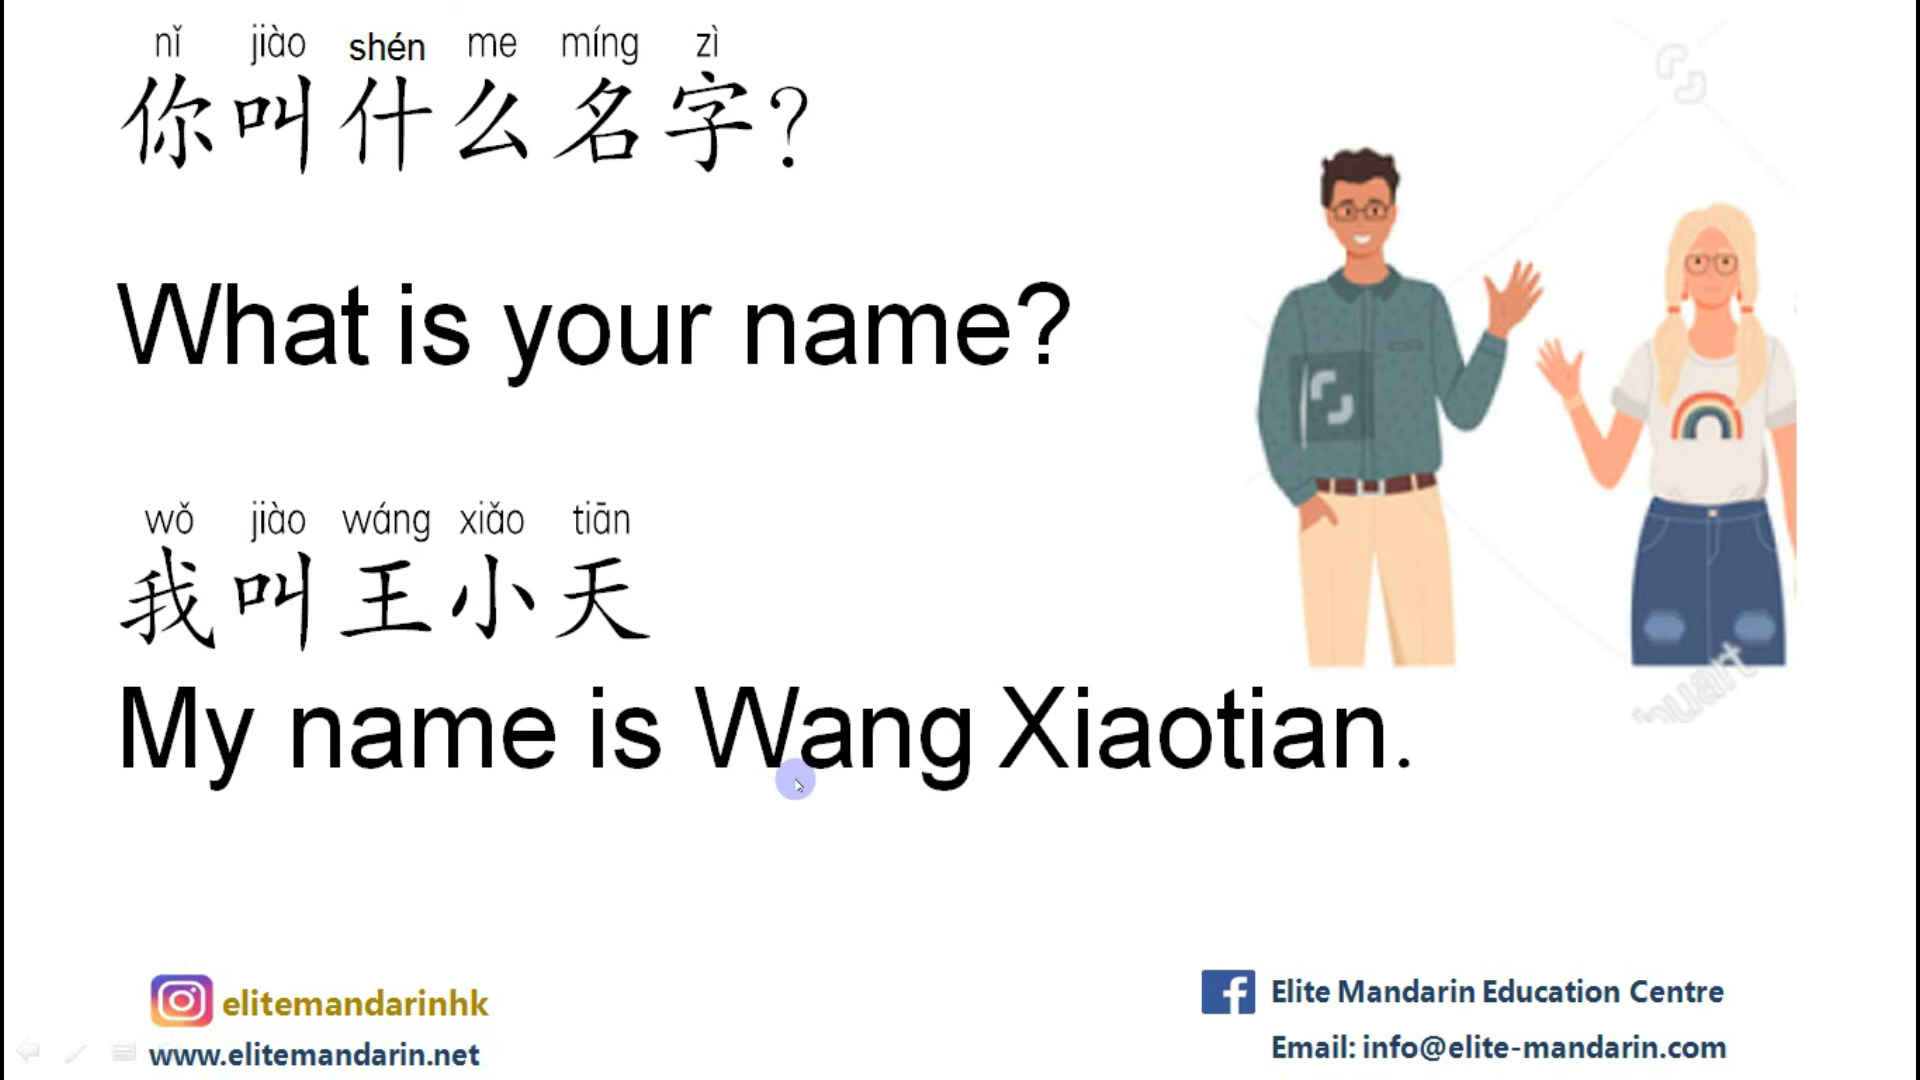 nǐ jiào shén me míng zì
你叫什么名字?
What is your name?
wǒ jiào wáng xiǎo tiān
我叫王小天
My name is Wang Xiaotian.
elitemandarinhk
www.elitemandarin.net
Elite Mandarin Education Centre
Email: info@elite-mandarin.com